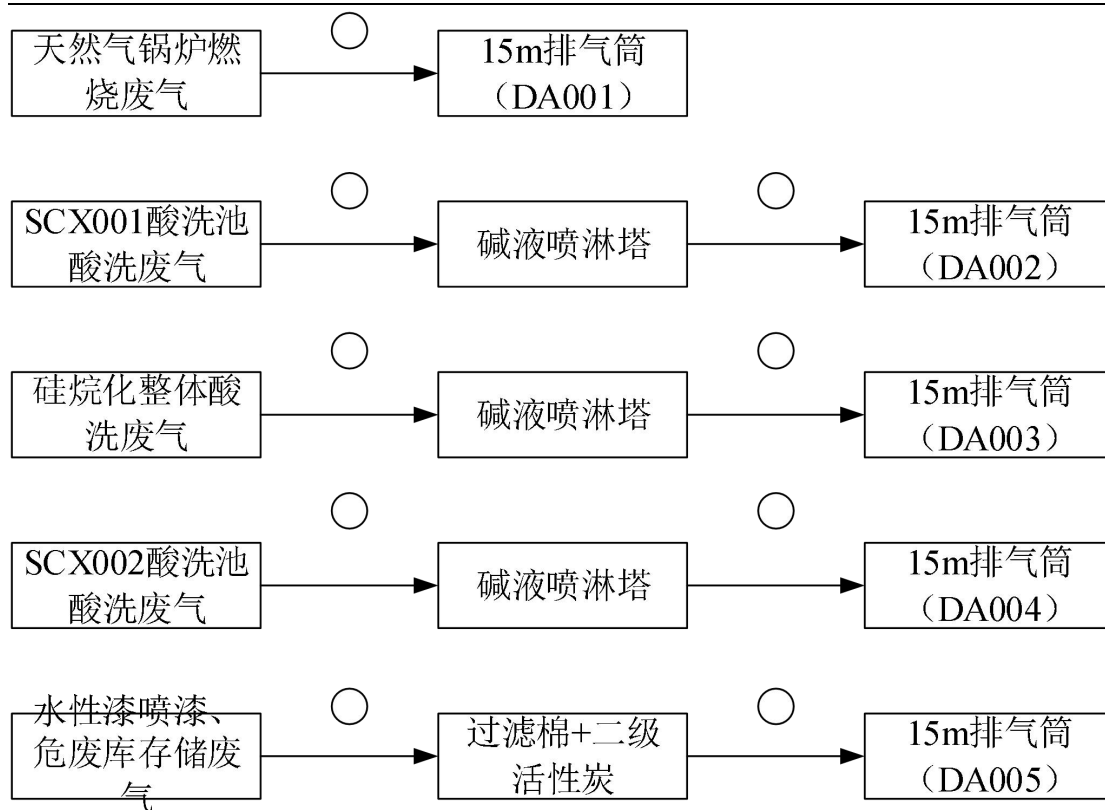 天然气锅炉燃
烧废气
15m排气筒
（DA001）
SCX001酸洗池
酸洗废气
碱液喷淋塔
15m排气筒
（DA002）
硅烷化整体酸
洗废气
碱液喷淋塔
15m排气筒
（DA003）
SCX002酸洗池
酸洗废气
碱液喷淋塔
15m排气筒
（DA004）
水性漆喷漆、
危废库存储废
气
过滤棉+二级
活性炭
15m排气筒
（DA005）